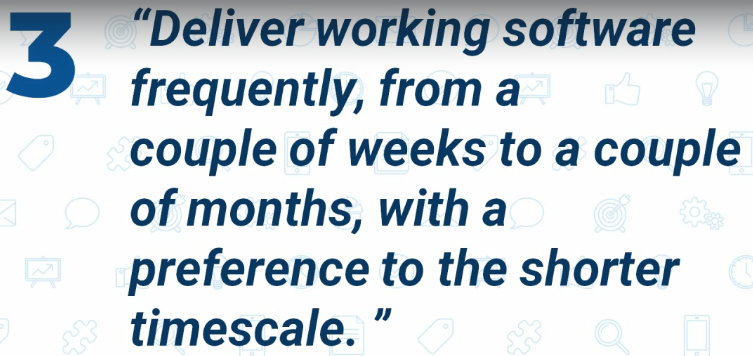 3
“Deliver working software
frequently, from a
couple of weeks to a couple
of months, with a
preference to the shorter
timescale. ”